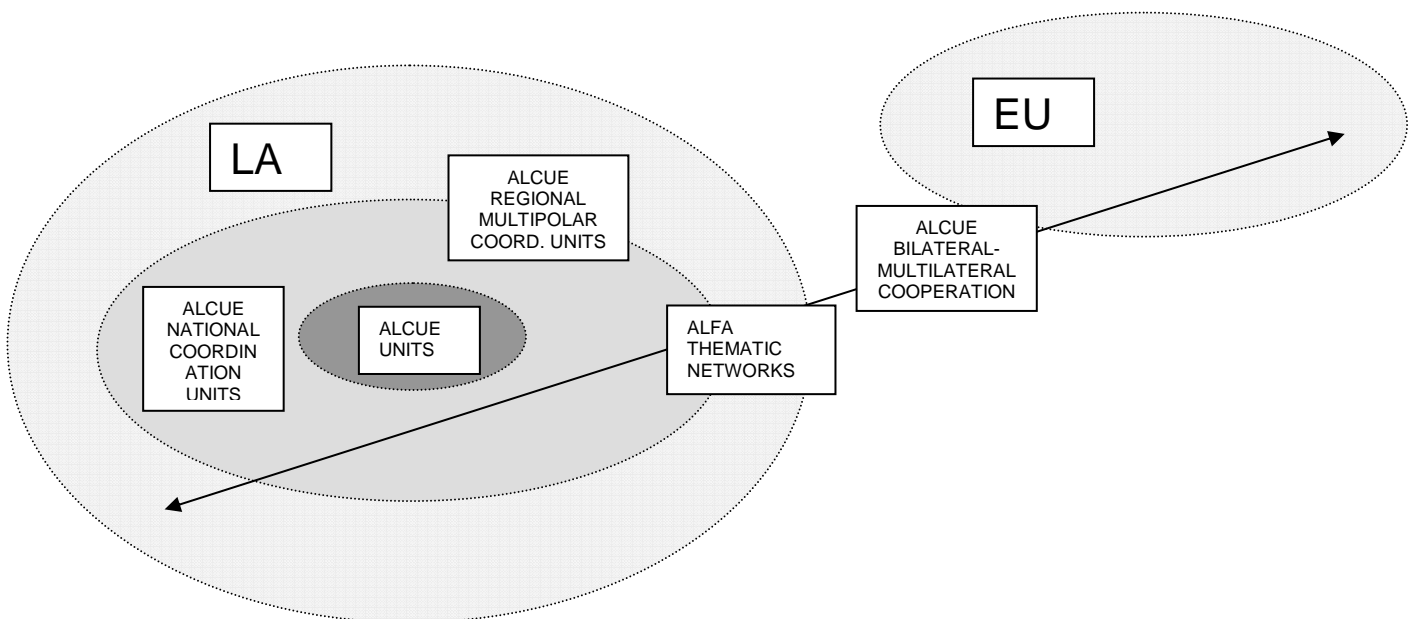 LA
EU
ALCUE
REGIONAL
MULTIPOLAR
COORD. UNITS
ALCUE
BILATERAL-
MULTILATERAL
COOPERATION
ALCUE
NATIONAL
COORDIN
ATION
UNITS
ALCUE
UNITS
ALFA
THEMATIC
NETWORKS